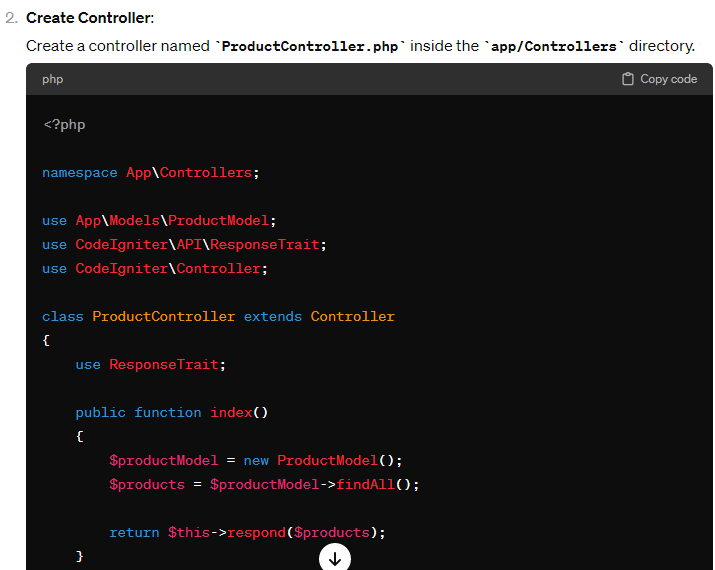 2. Create Controller:
Create a controller named `ProductController.php` inside the `app/Controllers` directory.
php
Copy code
<?php
namespace App\Controllers;
use App\Models\ProductModel;
use CodeIgniter\API\ResponseTrait;
use CodeIgniter\Controller;
class ProductController extends Controller
{
    use ResponseTrait;
    public function index()
    {
        $productModel = new ProductModel();
        $products = $productModel->findAll();
        return $this->respond($products);
    }